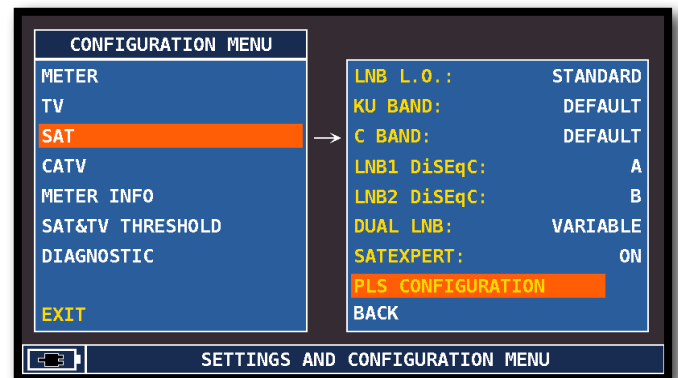 CONFIGURATION MENU
METER
TV
SAT
CATV
METER INFO
SAT&TV THRESHOLD
DIAGNOSTIC
EXIT
LNB L.O.: STANDARD
KU BAND: DEFAULT
C BAND: DEFAULT
LNB1 DiSEqC: A
LNB2 DiSEqC: B
DUAL LNB: VARIABLE
SATEXPERT: ON
PLS CONFIGURATION
BACK
SETTINGS AND CONFIGURATION MENU